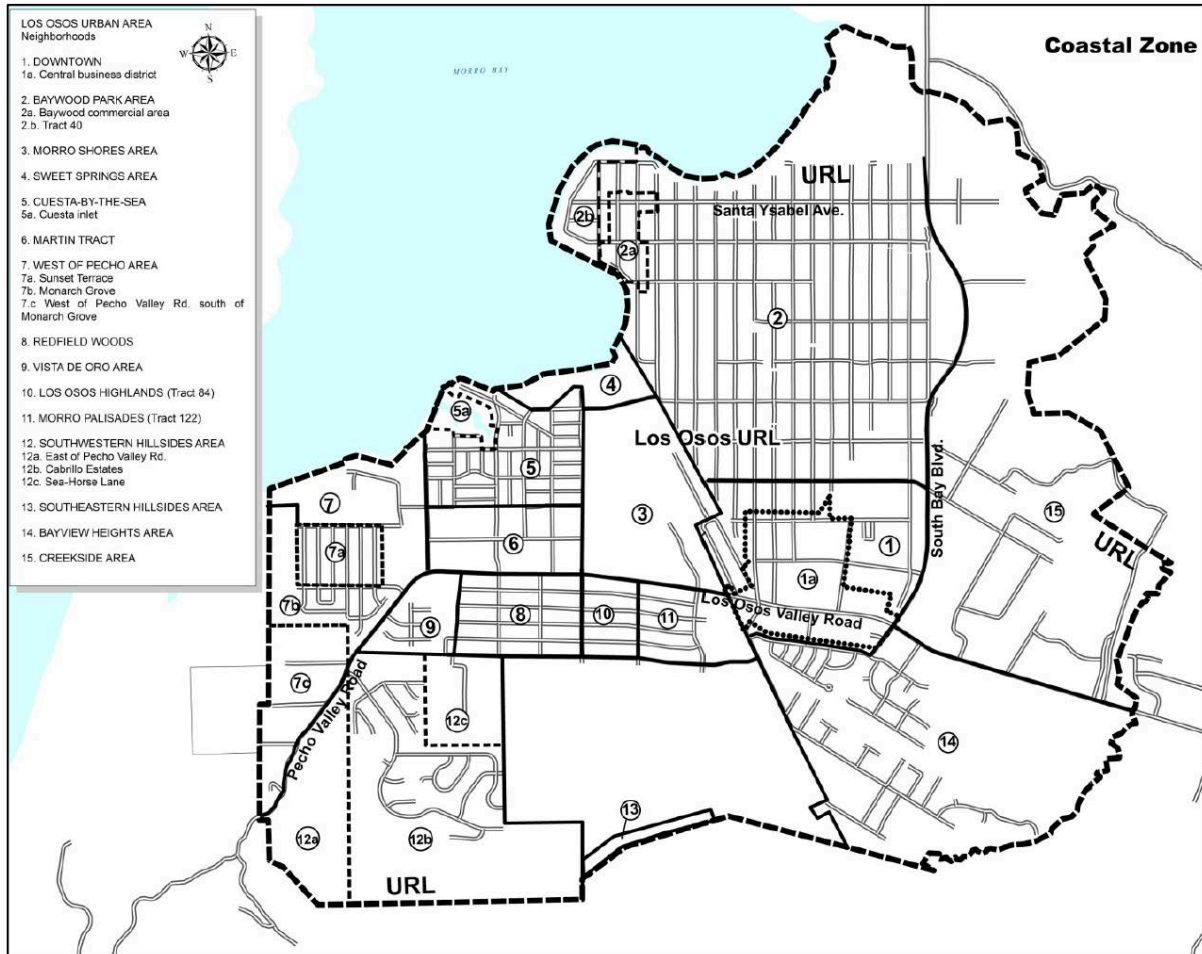 LOS OSOS URBAN AREA
Neighborhoods
N
W E
S
1. DOWNTOWN
1a. Central business district
2. BAYWOOD PARK AREA
2a. Baywood commercial area
2.b. Tract 40
3. MORRO SHORES AREA
4. SWEET SPRINGS AREA
5. CUESTA-BY-THE-SEA
5a. Cuesta inlet
6. MARTIN TRACT
7. WEST OF PECHO AREA
7a. Sunset Terrace
7b. Monarch Grove
7.c West of Pecho Valley Rd. south of
Monarch Grove
8. REDFIELD WOODS
9. VISTA DE ORO AREA
10. LOS OSOS HIGHLANDS (Tract 84)
11. MORRO PALISADES (Tract 122)
12. SOUTHWESTERN HILLSIDES AREA
12a. East of Pecho Valley Rd.
12b. Cabrillo Estates
12c. Sea-Horse Lane
13. SOUTHEASTERN HILLSIDES AREA
14. BAYVIEW HEIGHTS AREA
15. CREEKSIDE AREA
Coastal Zone
MORRO BAY
URL
Santa Ysabel Ave.
2b
2a
2
4
5a
Los Osos URL
5
7
3
15
South Bay Blvd.
1
URL
6
7a
1a
7b
Los Osos Valley Road
8
10
11
9
7c
Pecho Valley Road
12c
14
13
12a
12b
URL